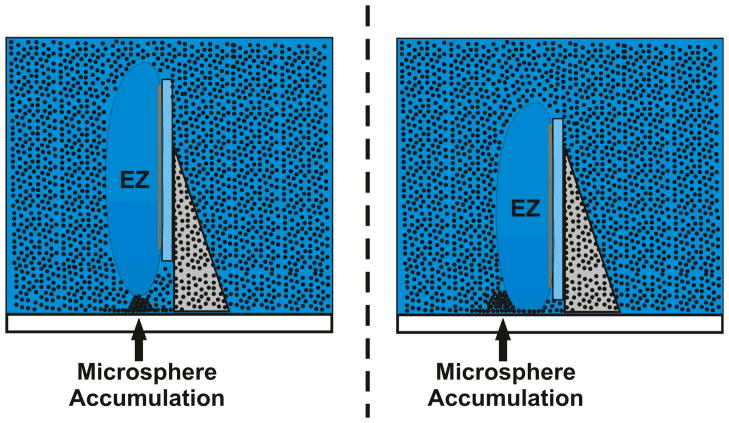 EZ
Microsphere
Accumulation
EZ
Microsphere
Accumulation